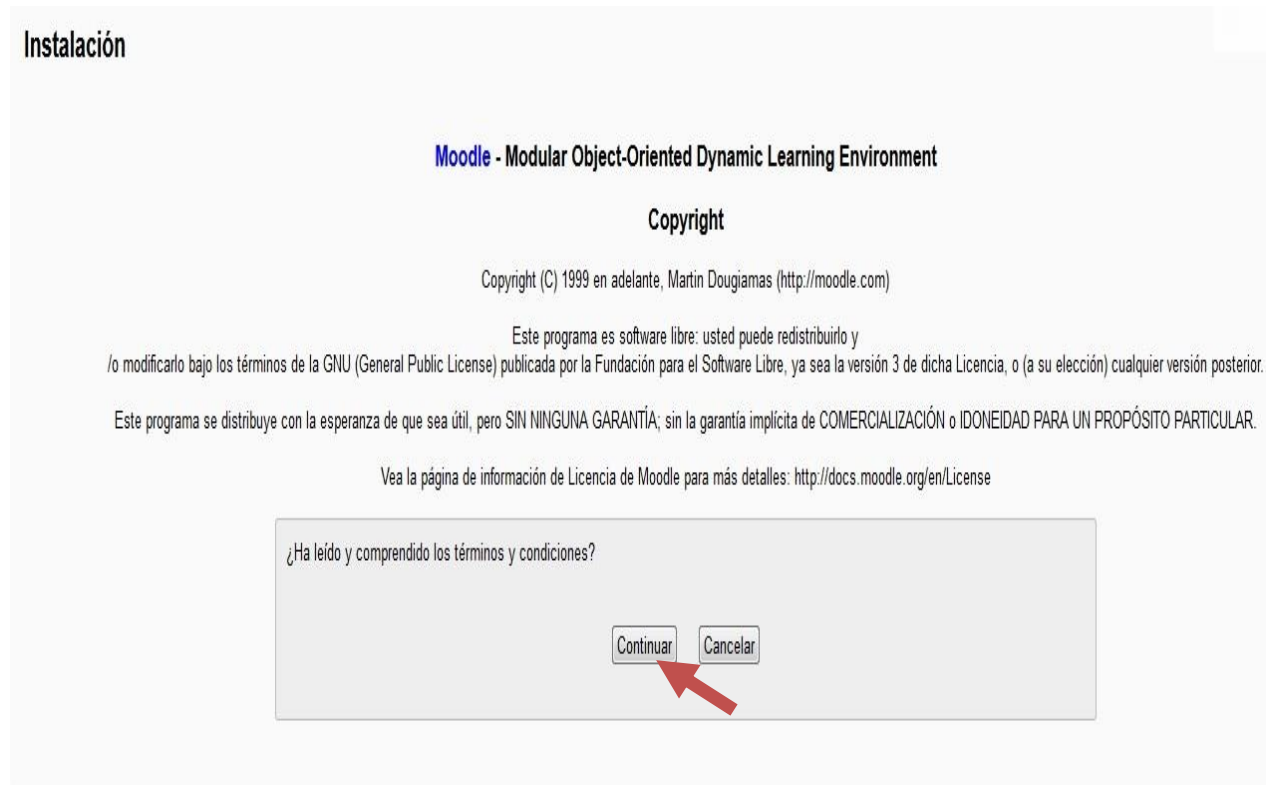 Instalación
Moodle - Modular Object-Oriented Dynamic Learning Environment
Copyright
Copyright (C) 1999 en adelante, Martin Dougiamas (http://moodle.com)
Este programa es software libre: usted puede redistribuirlo y
/o modificarlo bajo los términos de la GNU (General Public License) publicada por la Fundación para el Software Libre, ya sea la versión 3 de dicha Licencia, o (a su elección) cualquier versión posterior.
Este programa se distribuye con la esperanza de que sea útil, pero SIN NINGUNA GARANTÍA; sin la garantía implícita de COMERCIALIZACIÓN o IDONEIDAD PARA UN PROPÓSITO PARTICULAR.
Vea la página de información de Licencia de Moodle para más detalles: http://docs.moodle.org/en/License
¿Ha leído y comprendido los términos y condiciones?
Continuar Cancelar